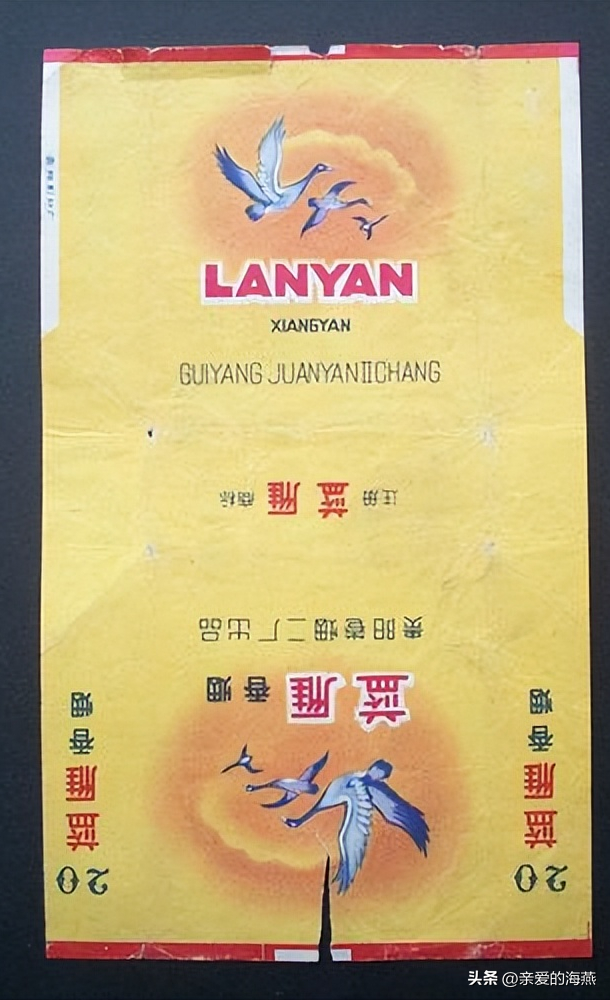 LANYAN
XIANGYAN
GUIYANG JUANYANIICHANG
注册 蓝雁 商标
贵阳卷烟二厂出品
蓝雁 香烟
20 蓝雁 香烟
20 蓝雁 香烟
头条 @亲爱的海燕